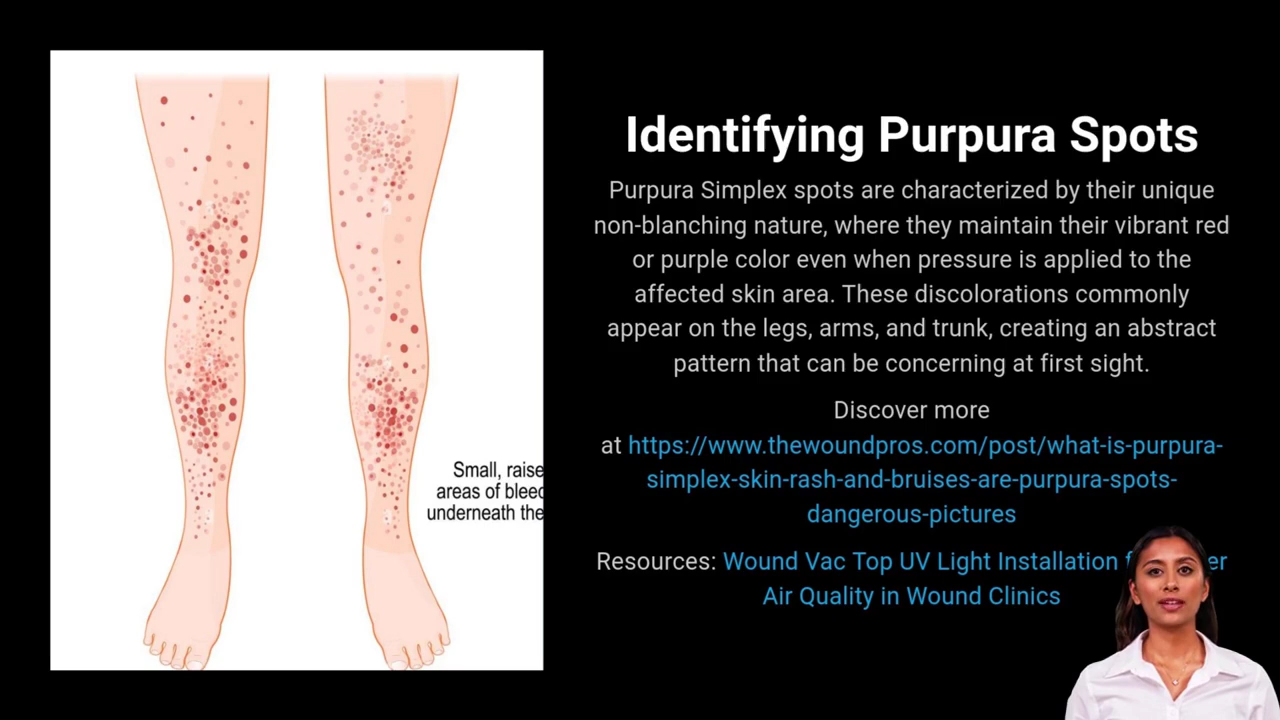 Identifying Purpura Spots
Purpura Simplex spots are characterized by their unique
non-blanching nature, where they maintain their vibrant red
or purple color even when pressure is applied to the
affected skin area. These discolorations commonly
appear on the legs, arms, and trunk, creating an abstract
pattern that can be concerning at first sight.
Discover more
at https://www.thewoundpros.com/post/what-is-purpura-
simplex-skin-rash-and-bruises-are-purpura-spots-
dangerous-pictures
Resources: Wound Vac Top UV Light Installation
Air Quality in Wound Clinics
Small, raise
areas of bleed
underneath the